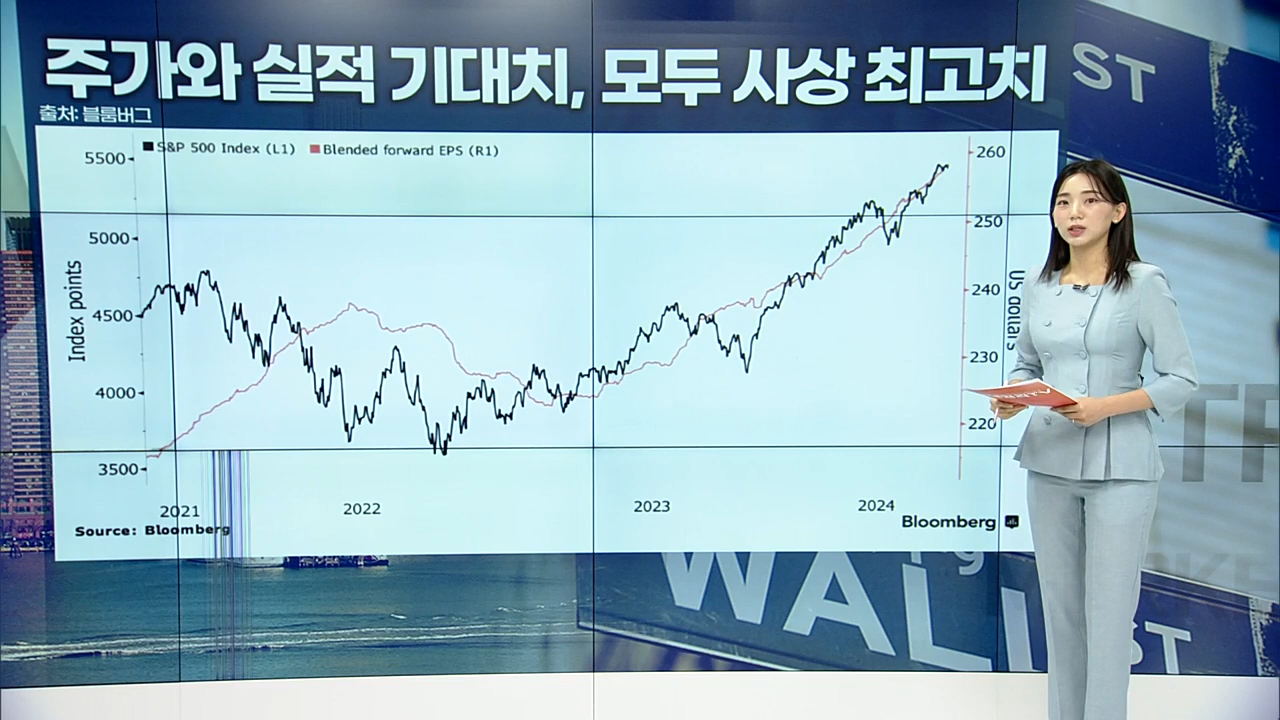 주가와 실적 기대치, 모두 사상 최고치
출처: 블룸버그
S&P 500 Index (L1)
Blended forward EPS (R1)
5500
5000
4500
4000
3500
Index points
260
250
240
230
220
US dollars
2021
2022
2023
2024
Source: Bloomberg
Bloomberg
ST
WALL
ST